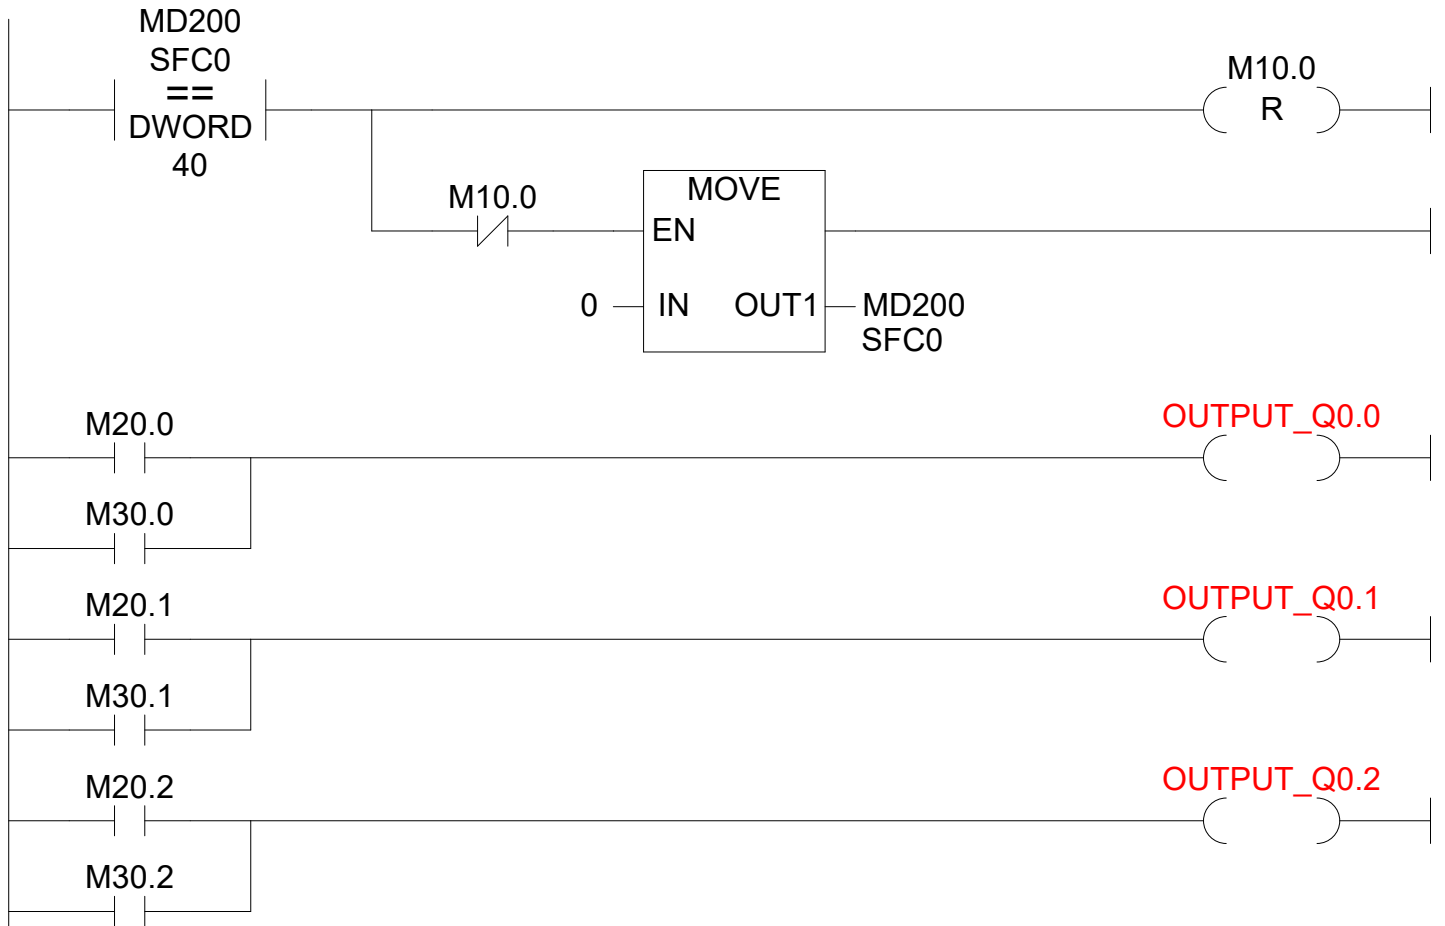 MD200
SFC0
==
DWORD
40
M10.0
R
M10.0
MOVE
EN
0
IN
OUT1
MD200
SFC0
M20.0
OUTPUT_Q0.0
M30.0
M20.1
OUTPUT_Q0.1
M30.1
M20.2
OUTPUT_Q0.2
M30.2